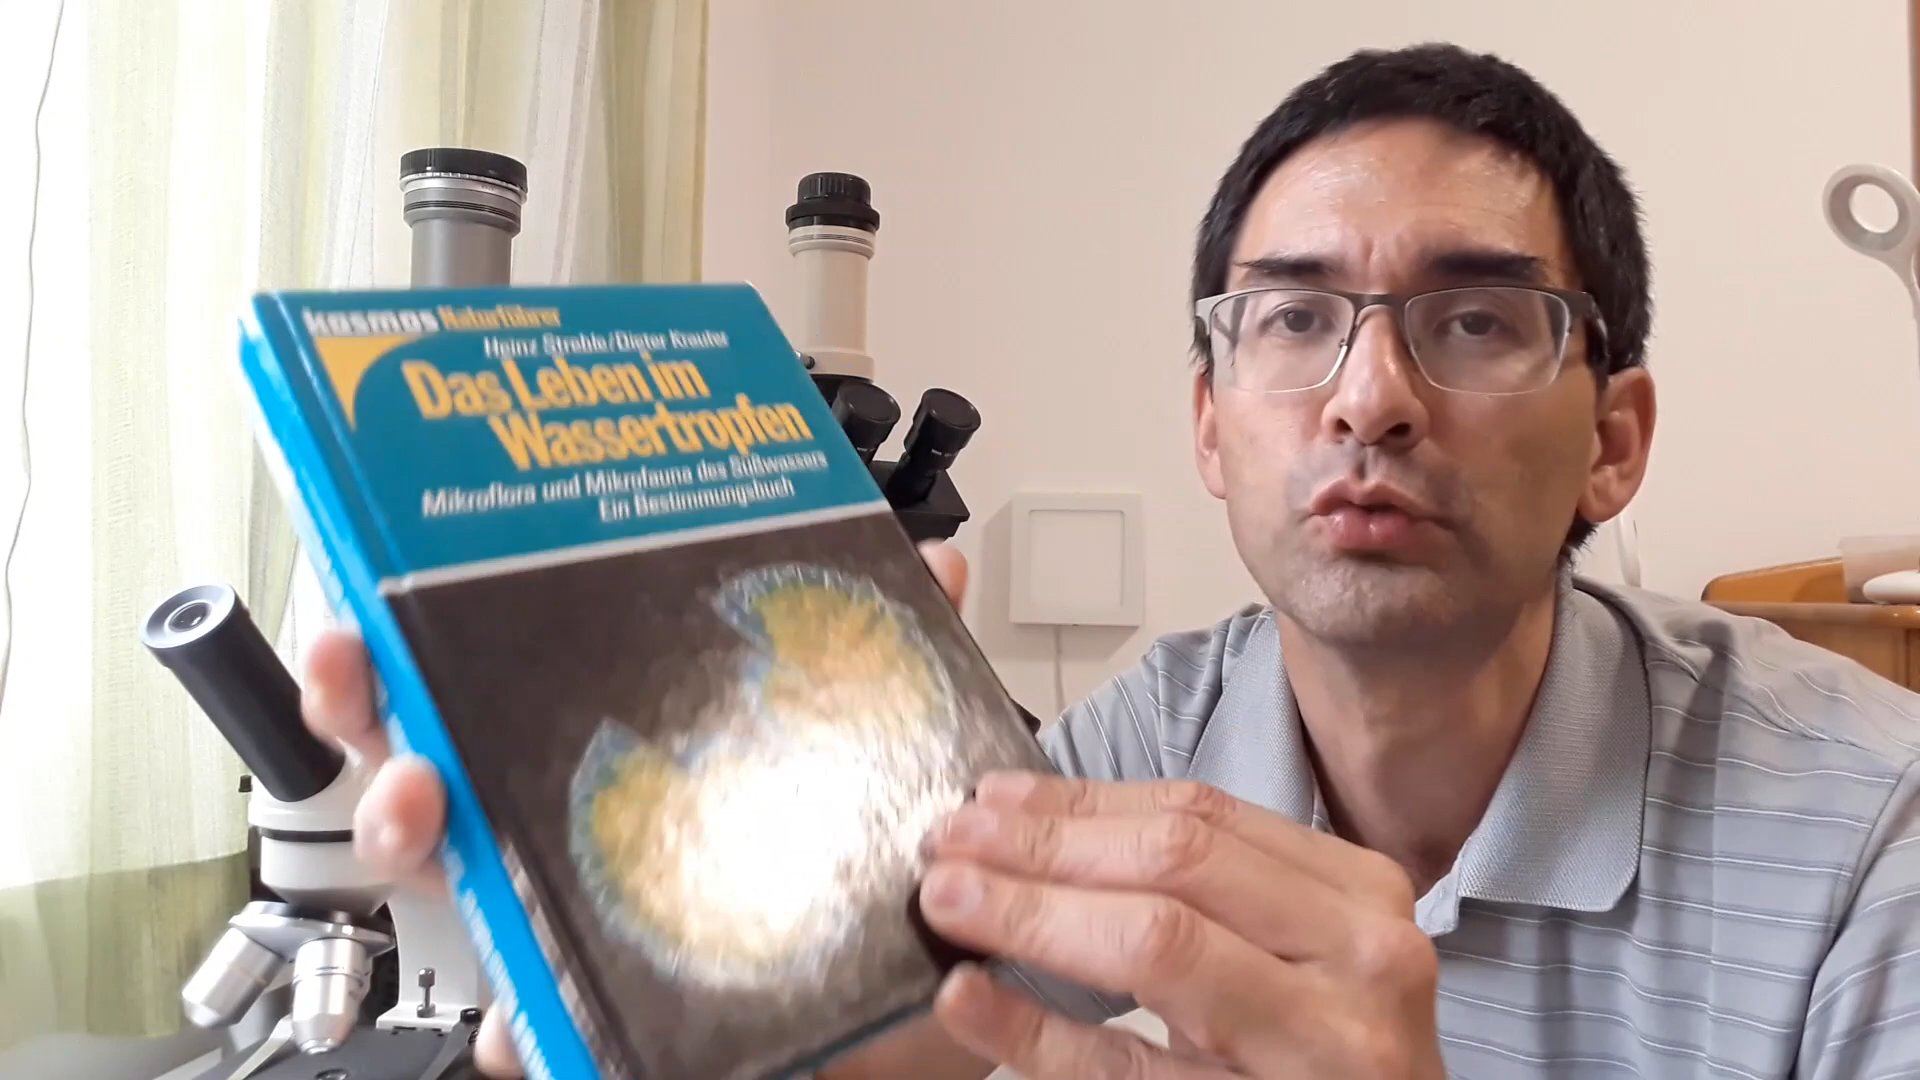 kosmos Naturführer
Heinz Streble/Dieter Krauter
Das Leben im
Wassertropfen
Mikroflora und Mikrofauna des Süßwassers
Ein Bestimmungsbuch